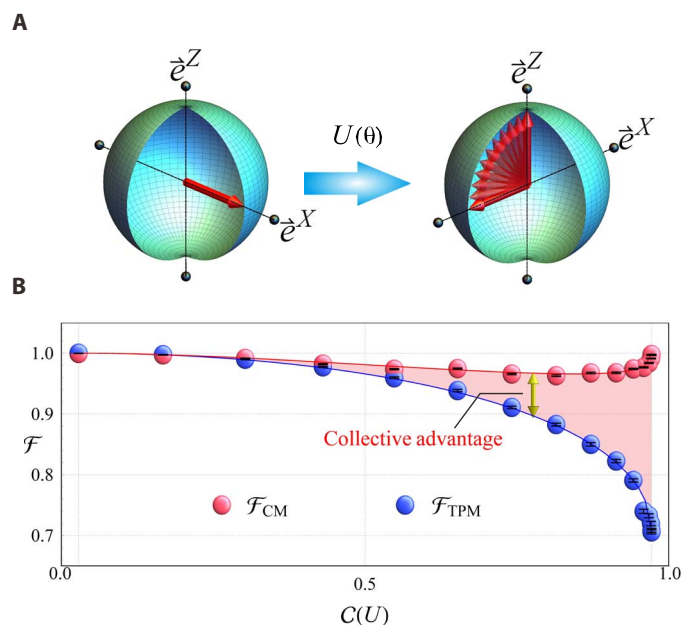 A
e⃗^Z
e⃗^X
U(θ)
e⃗^Z
e⃗^X
B
1.0
0.9
0.8
0.7
ℱ
Collective advantage
ℱ_CM
ℱ_TPM
0.0
0.5
1.0
C(U)